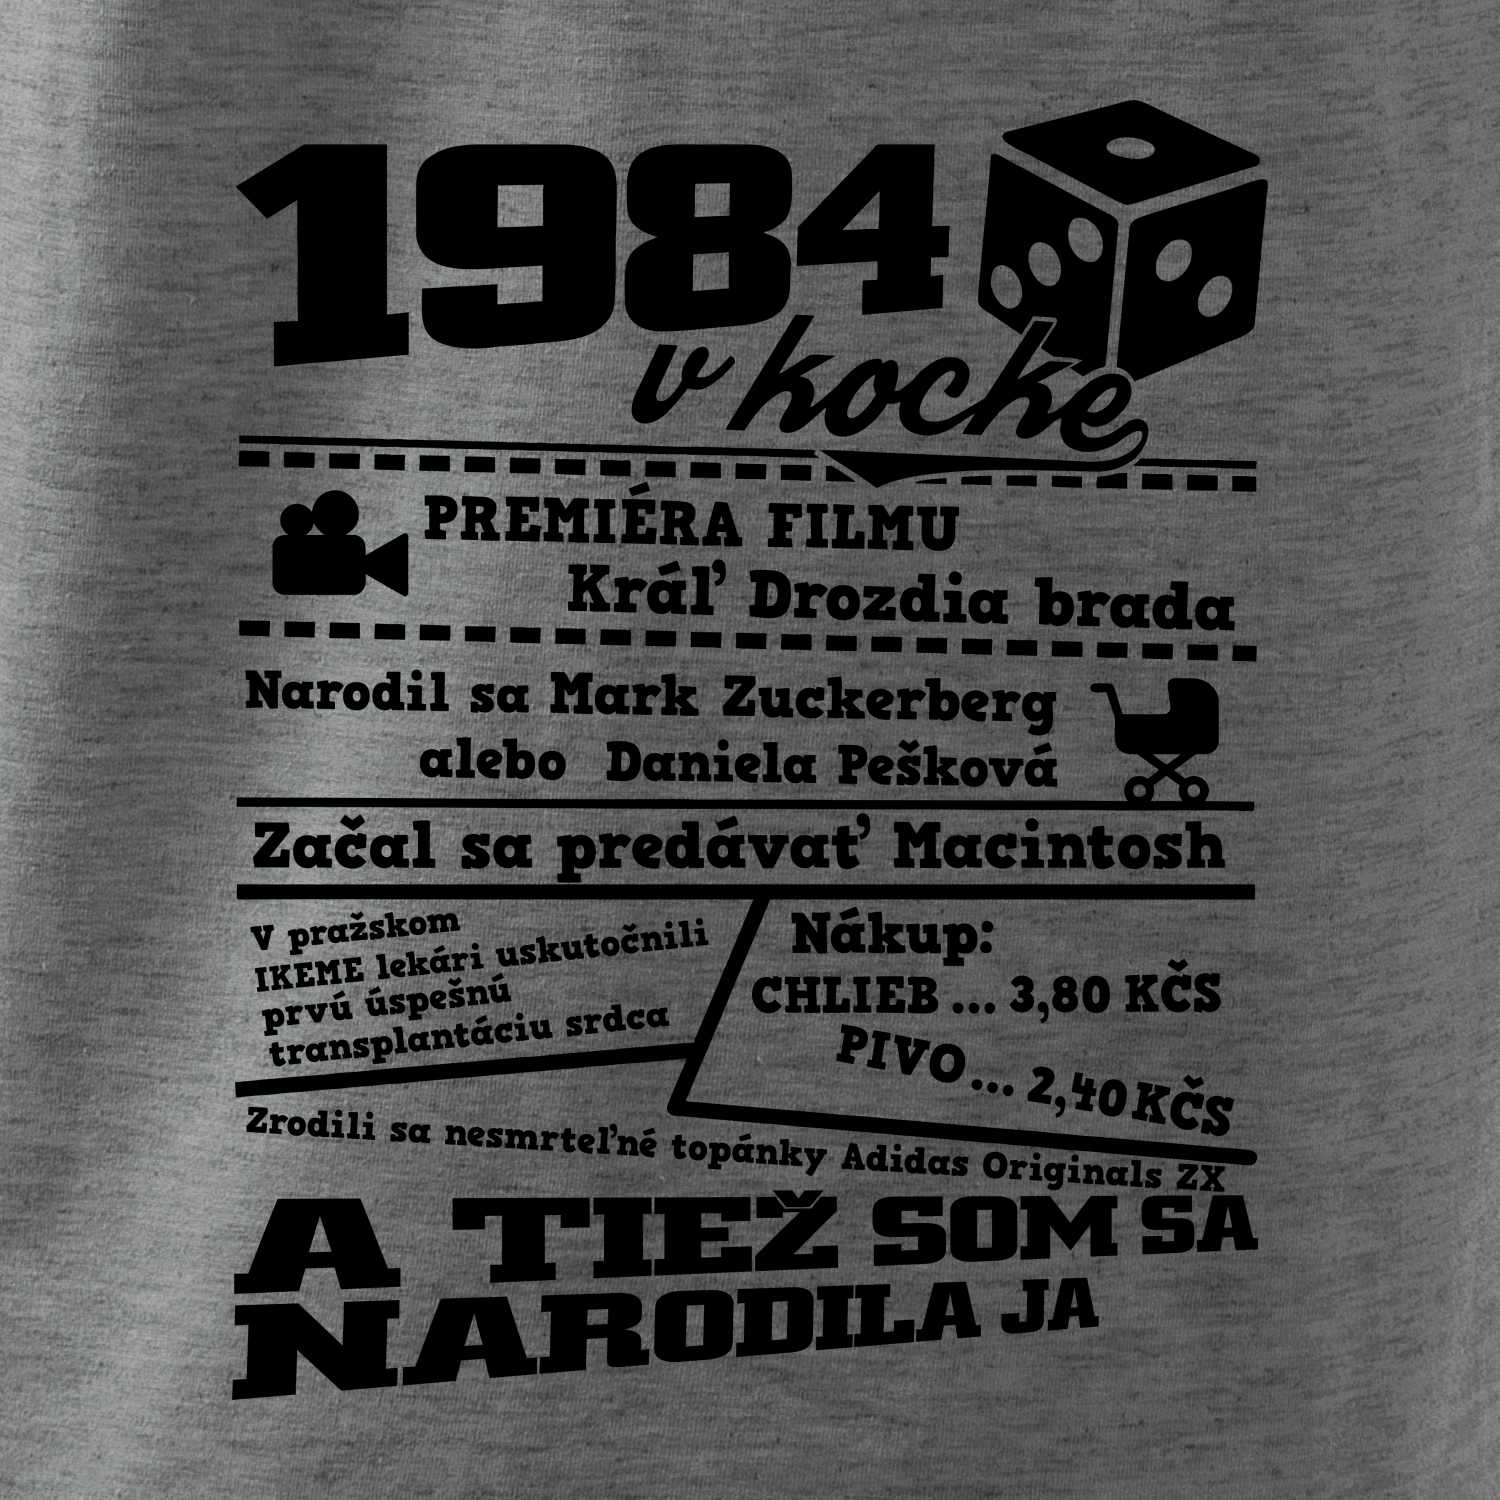 1984
v kocke
PREMIÉRA FILMU
Kráľ Drozdia brada
Narodil sa Mark Zuckerberg
alebo Daniela Pešková
Začal sa predávať Macintosh
V pražskom
IKEME lekári uskutočnili
prvú úspešnú
transplantáciu srdca
Nákup:
CHLIEB ... 3,80 KČS
PIVO ... 2,40 KČS
Zrodili sa nesmrteľné topánky Adidas Originals ZX
A TIEŽ SOM SA
NARODILA JA